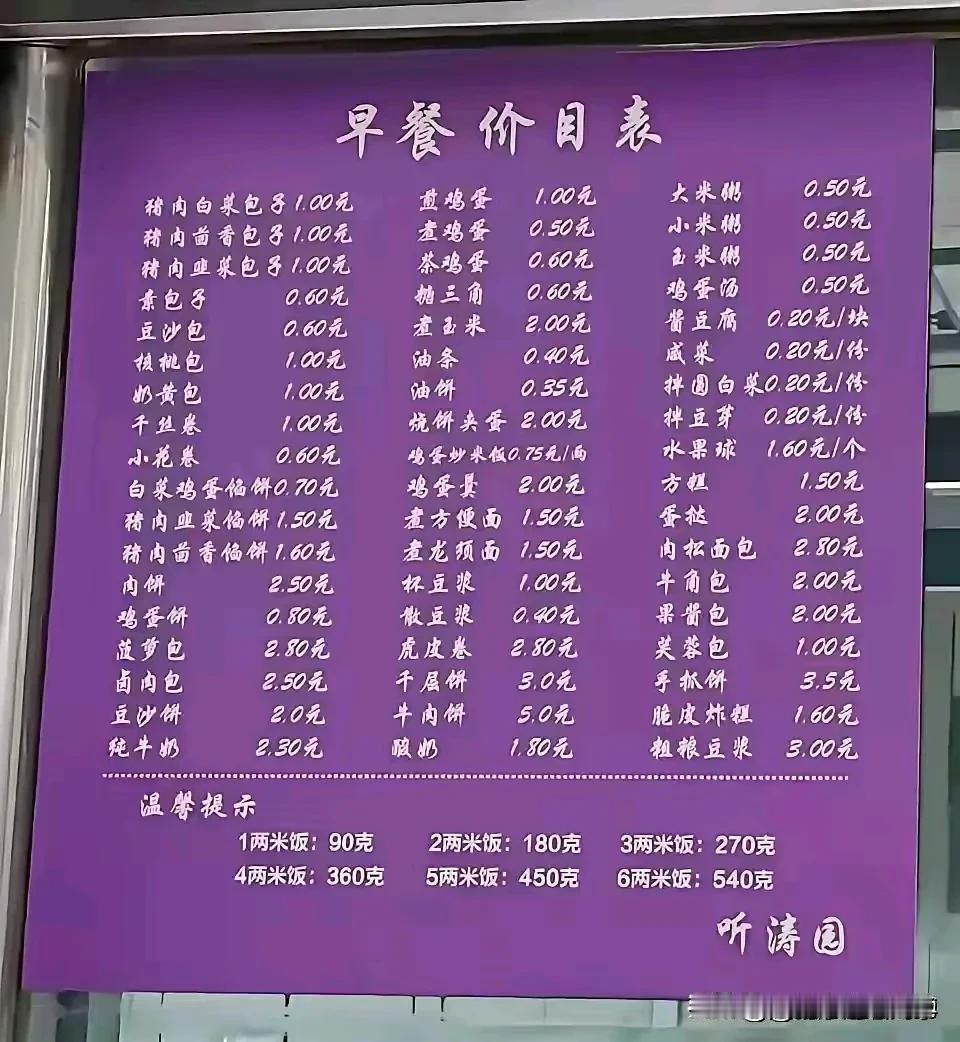 早餐价目表
猪肉白菜包子1.00元 煎鸡蛋 1.00元 大米粥 0.50元
猪肉茴香包子1.00元 煮鸡蛋 0.50元 小米粥 0.50元
猪肉韭菜包子1.00元 茶鸡蛋 0.60元 玉米粥 0.50元
素包子 0.60元 糖三角 0.60元 鸡蛋汤 0.50元
豆沙包 0.60元 煮玉米 2.00元 酱豆腐 0.20元/块
核桃包 1.00元 油条 0.40元 咸菜 0.20元/份
奶黄包 1.00元 油饼 0.35元 拌圆白菜0.20元/份
千丝卷 1.00元 烧饼夹蛋 2.00元 拌豆芽 0.20元/份
小花卷 0.60元 鸡蛋炒米饭0.75元/两 水果球 1.60元/个
白菜鸡蛋馅饼0.70元 鸡蛋羹 2.00元 方糕 1.50元
猪肉韭菜馅饼1.50元 煮方便面 1.50元 蛋挞 2.00元
猪肉茴香馅饼1.60元 煮龙须面 1.50元 肉松面包 2.80元
肉饼 2.50元 杯豆浆 1.00元 牛角包 2.00元
鸡蛋饼 0.80元 散豆浆 0.40元 果酱包 2.00元
菠萝包 2.80元 虎皮卷 2.80元 芙蓉包 1.00元
卤肉包 2.50元 千层饼 3.0元 手抓饼 3.5元
豆沙饼 2.0元 牛肉饼 5.0元 脆皮炸糕 1.60元
纯牛奶 2.30元 酸奶 1.80元 粗粮豆浆 3.00元
温馨提示
1两米饭：90克 2两米饭：180克 3两米饭：270克
4两米饭：360克 5两米饭：450克 6两米饭：540克
听涛园